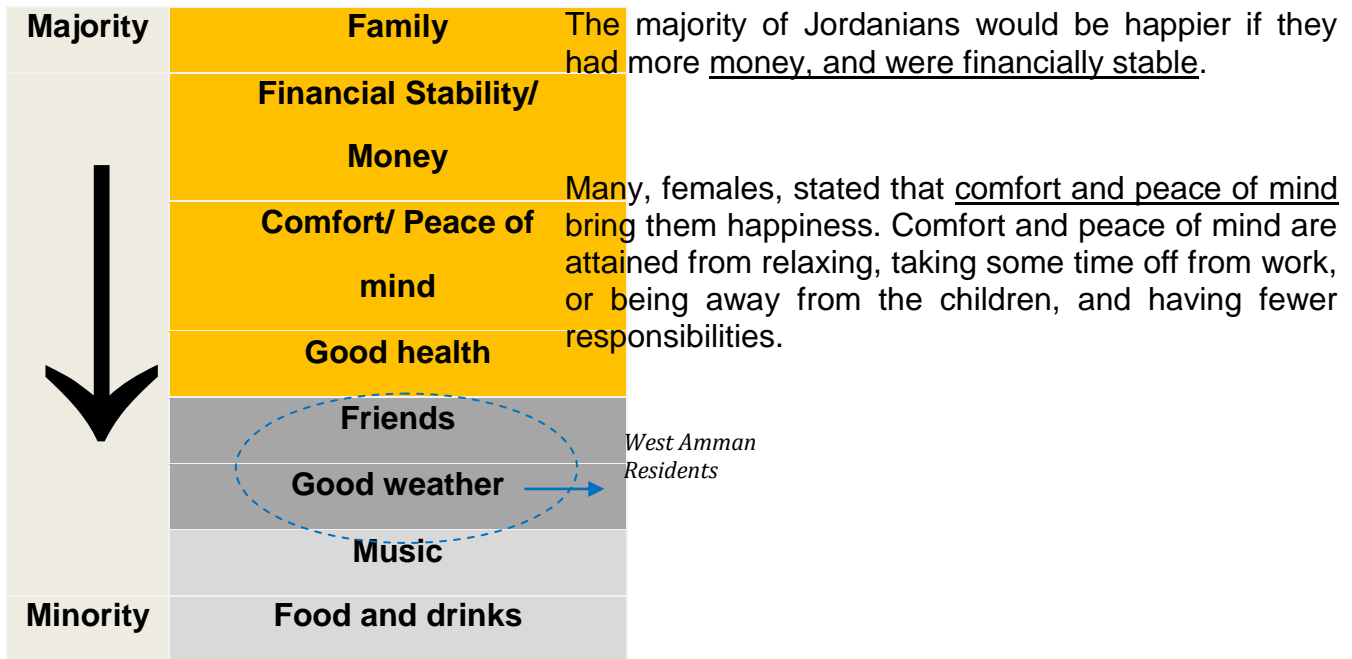 Majority
Family
Financial Stability/
Money
Comfort/ Peace of
mind
Good health
Friends
Good weather
Music
Minority
Food and drinks
The majority of Jordanians would be happier if they
had more money, and were financially stable.
Many, females, stated that comfort and peace of mind
bring them happiness. Comfort and peace of mind are
attained from relaxing, taking some time off from work,
or being away from the children, and having fewer
responsibilities.
West Amman
Residents